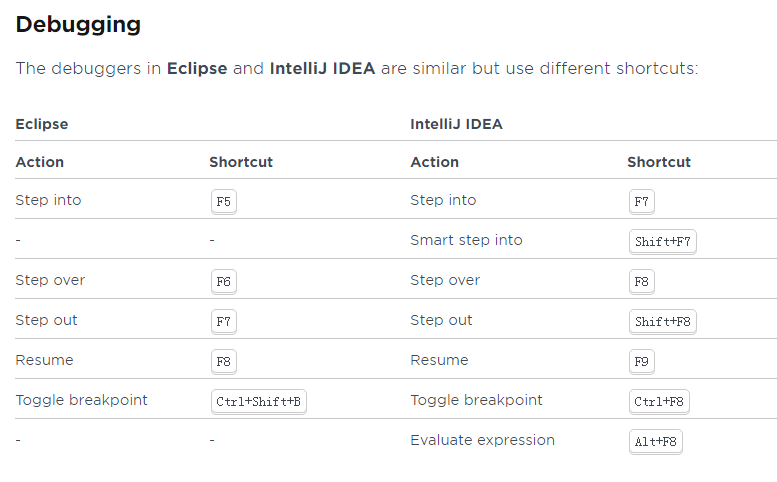 Debugging
The debuggers in Eclipse and IntelliJ IDEA are similar but use different shortcuts:
Eclipse IntelliJ IDEA
Action Shortcut Action Shortcut
Step into F5 Step into F7
- - Smart step into Shift+F7
Step over F6 Step over F8
Step out F7 Step out Shift+F8
Resume F8 Resume F9
Toggle breakpoint Ctrl+Shift+B Toggle breakpoint Ctrl+F8
- - Evaluate expression Alt+F8